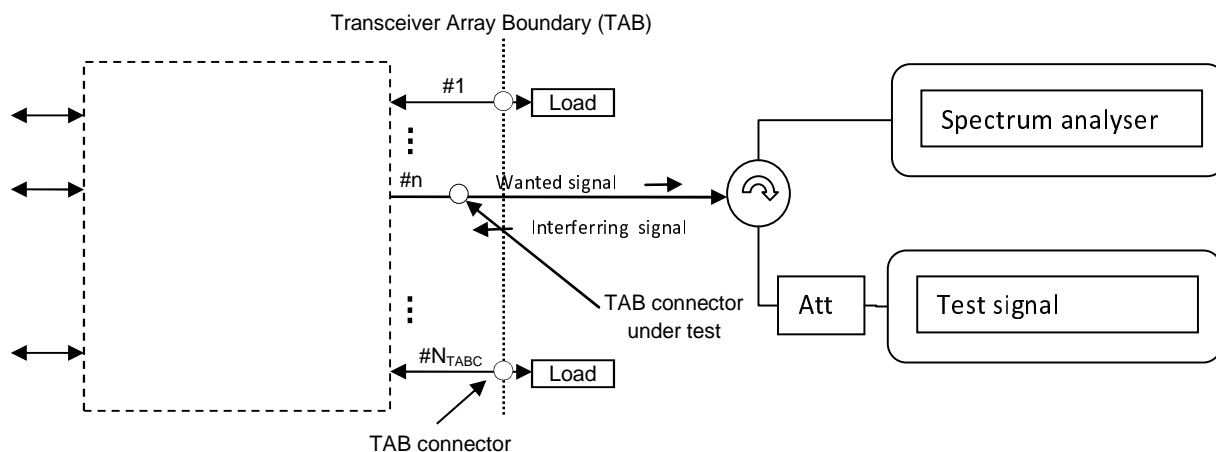 Transceiver Array Boundary (TAB)
#1
Load
Spectrum analyser
#n
Wanted signal
Interferring signal
TAB connector
under test
Att
Test signal
#NTABC
Load
TAB connector